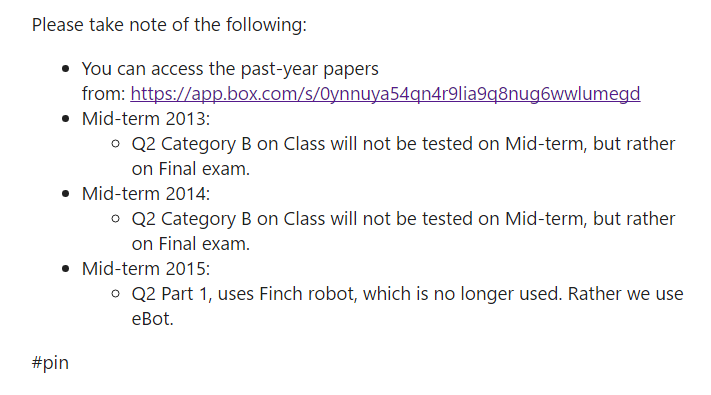 Please take note of the following:
You can access the past-year papers
from: https://app.box.com/s/0ynnuya54qn4r9lia9q8nug6wwlumegd
Mid-term 2013:
Q2 Category B on Class will not be tested on Mid-term, but rather
on Final exam.
Mid-term 2014:
Q2 Category B on Class will not be tested on Mid-term, but rather
on Final exam.
Mid-term 2015:
Q2 Part 1, uses Finch robot, which is no longer used. Rather we use
eBot.
#pin